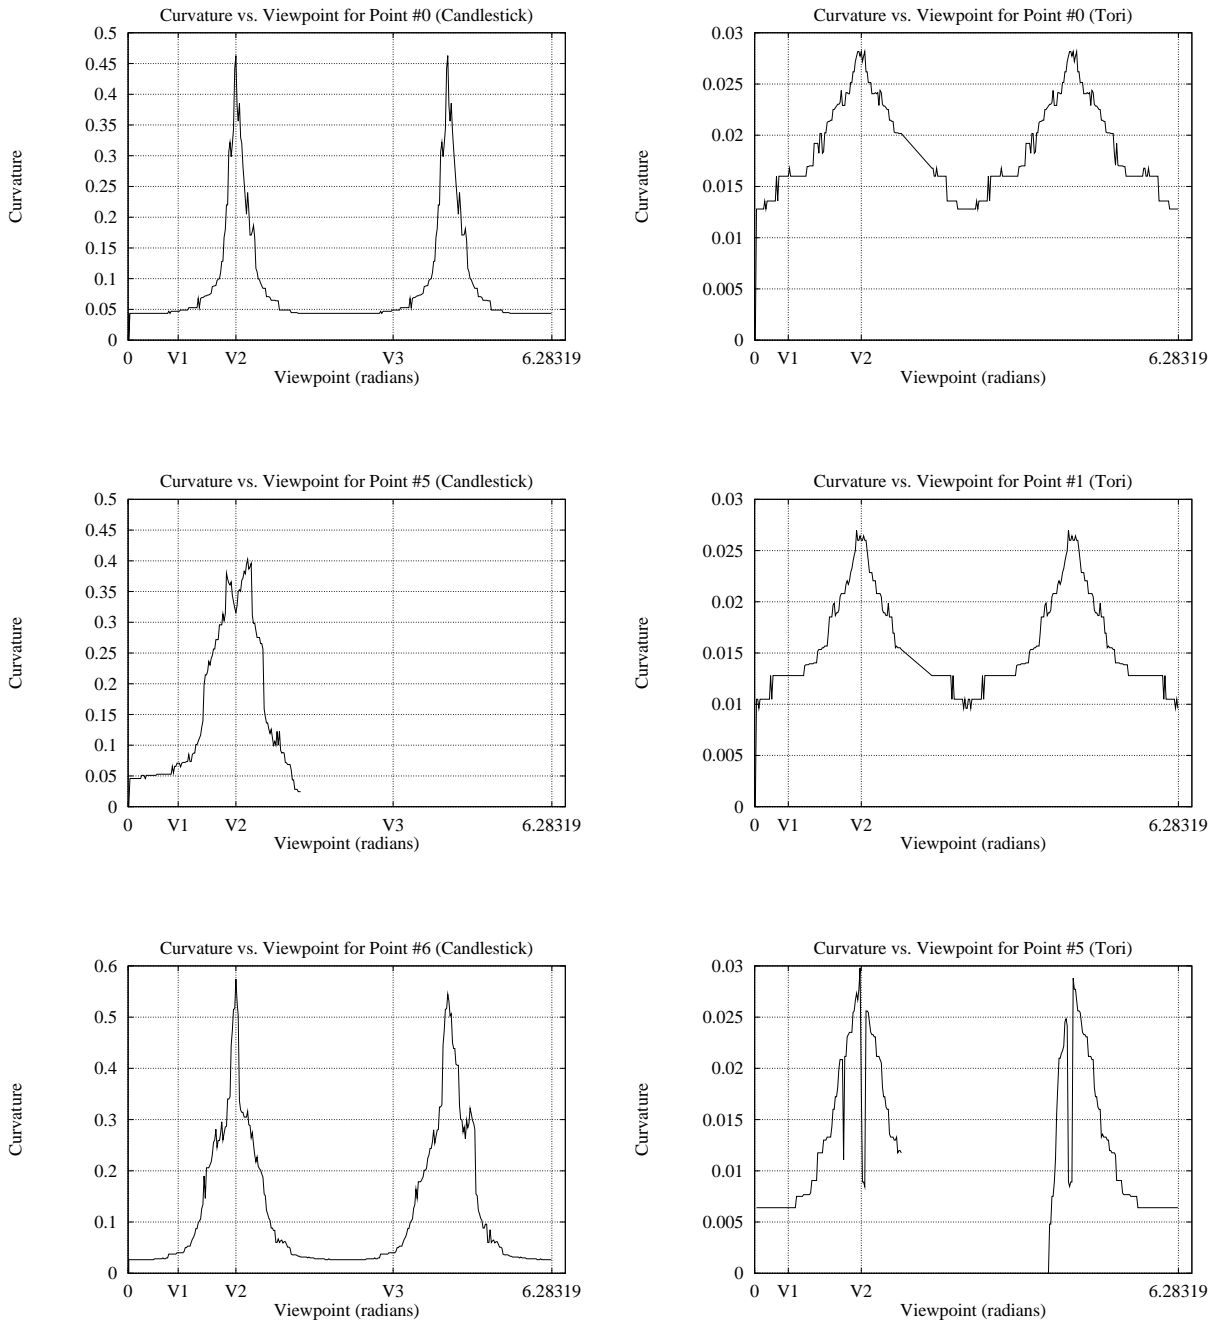 Curvature vs. Viewpoint for Point #0 (Candlestick)
0.5
0.45
0.4
0.35
0.3
0.25
0.2
0.15
0.1
0.05
0
Curvature
0 V1 V2 V3 6.28319
Viewpoint (radians)
Curvature vs. Viewpoint for Point #0 (Tori)
0.03
0.025
0.02
0.015
0.01
0.005
0
Curvature
0 V1 V2 6.28319
Viewpoint (radians)
Curvature vs. Viewpoint for Point #5 (Candlestick)
0.5
0.45
0.4
0.35
0.3
0.25
0.2
0.15
0.1
0.05
0
Curvature
0 V1 V2 V3 6.28319
Viewpoint (radians)
Curvature vs. Viewpoint for Point #1 (Tori)
0.03
0.025
0.02
0.015
0.01
0.005
0
Curvature
0 V1 V2 6.28319
Viewpoint (radians)
Curvature vs. Viewpoint for Point #6 (Candlestick)
0.6
0.5
0.4
0.3
0.2
0.1
0
Curvature
0 V1 V2 V3 6.28319
Viewpoint (radians)
Curvature vs. Viewpoint for Point #5 (Tori)
0.03
0.025
0.02
0.015
0.01
0.005
0
Curvature
0 V1 V2 6.28319
Viewpoint (radians)